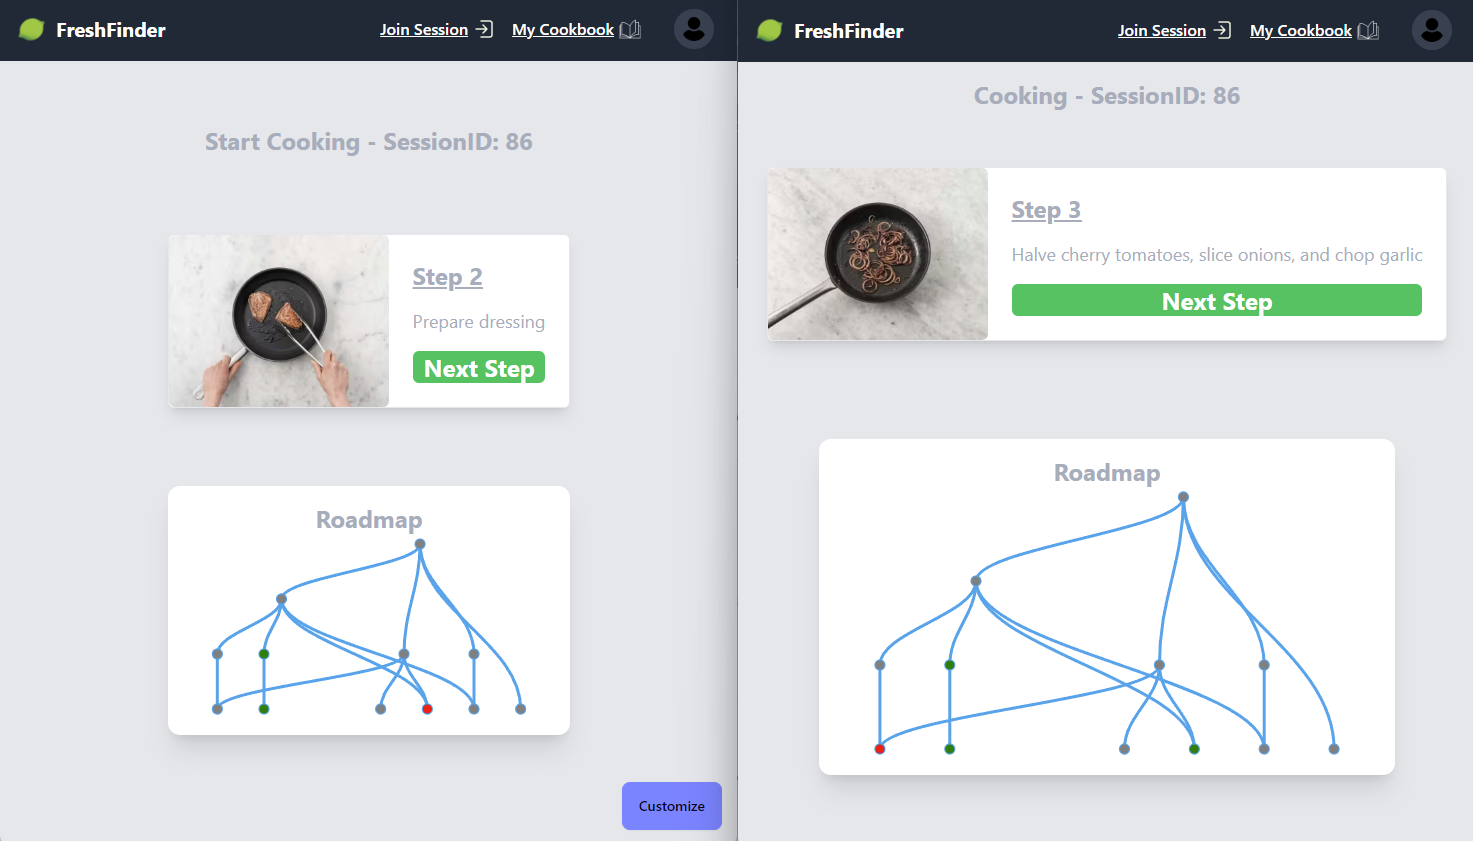 FreshFinder
Join Session
My Cookbook
Start Cooking - SessionID: 86
Step 2
Prepare dressing
Next Step
Roadmap
Customize
FreshFinder
Join Session
My Cookbook
Cooking - SessionID: 86
Step 3
Halve cherry tomatoes, slice onions, and chop garlic
Next Step
Roadmap